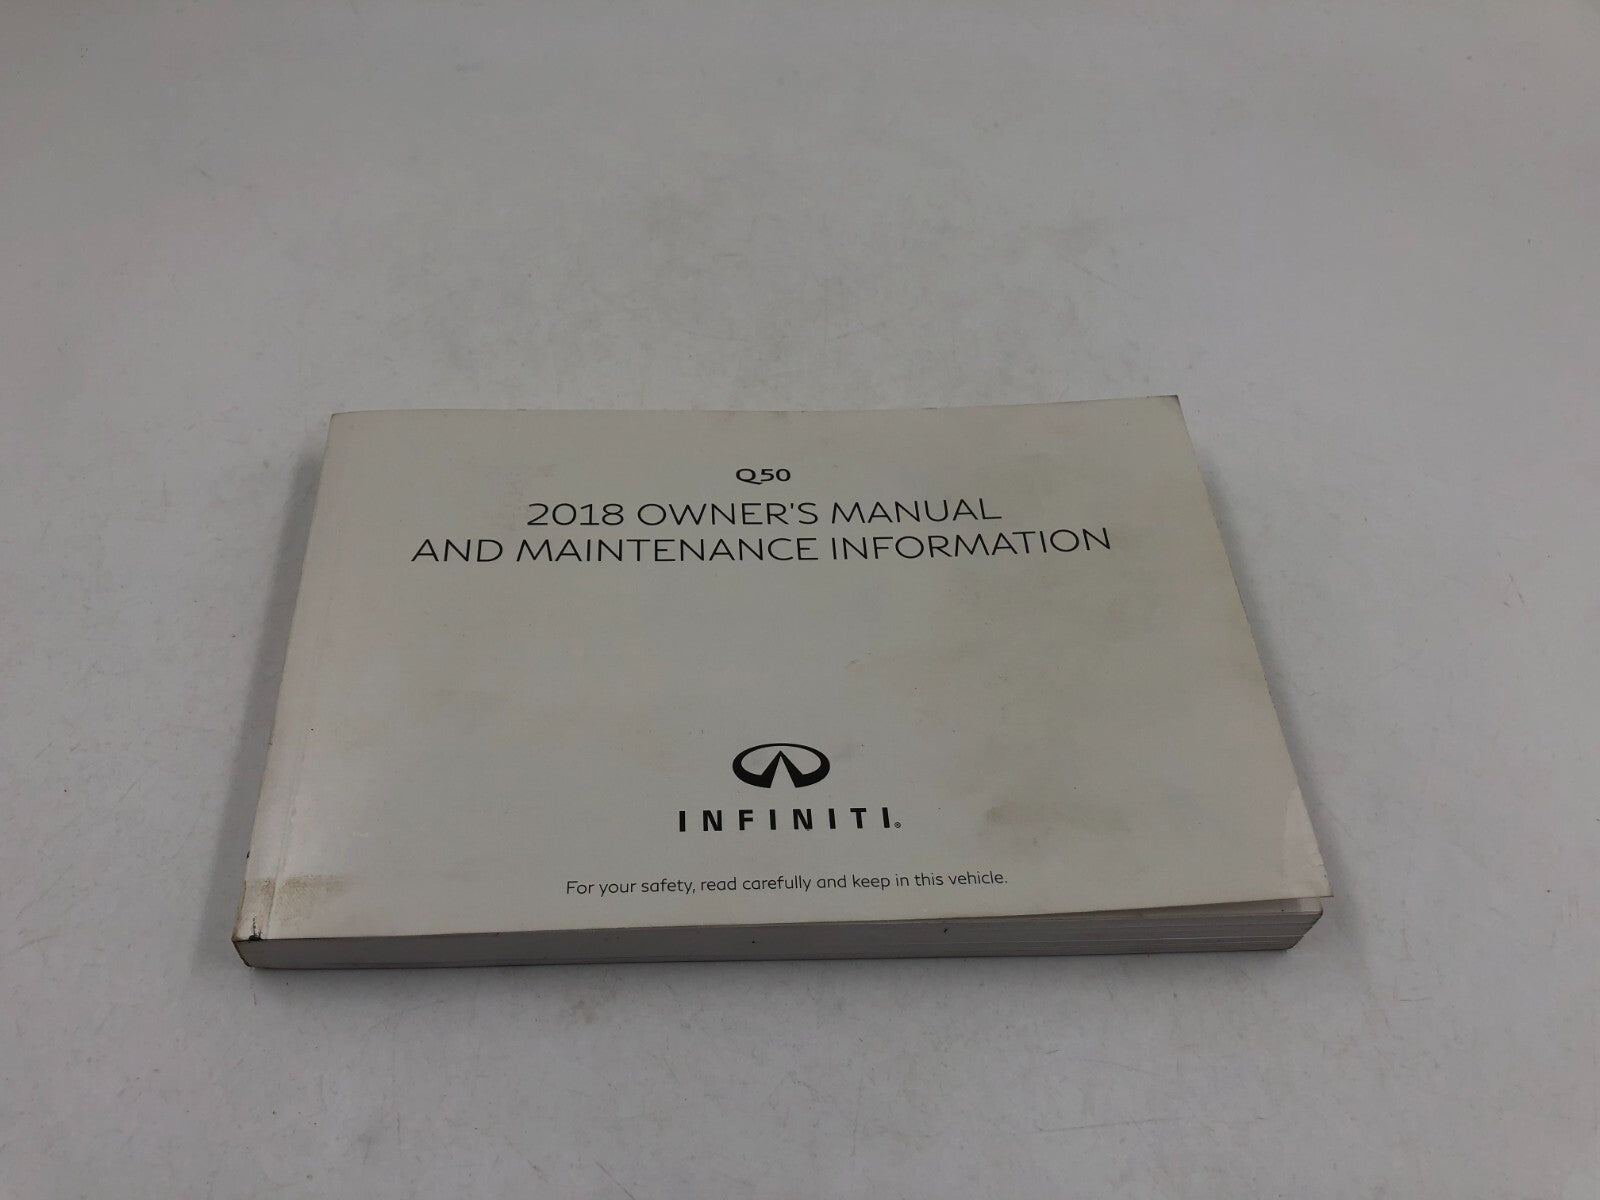 Q50
2018 OWNER'S MANUAL
AND MAINTENANCE INFORMATION
INFINITI®
For your safety, read carefully and keep in this vehicle.